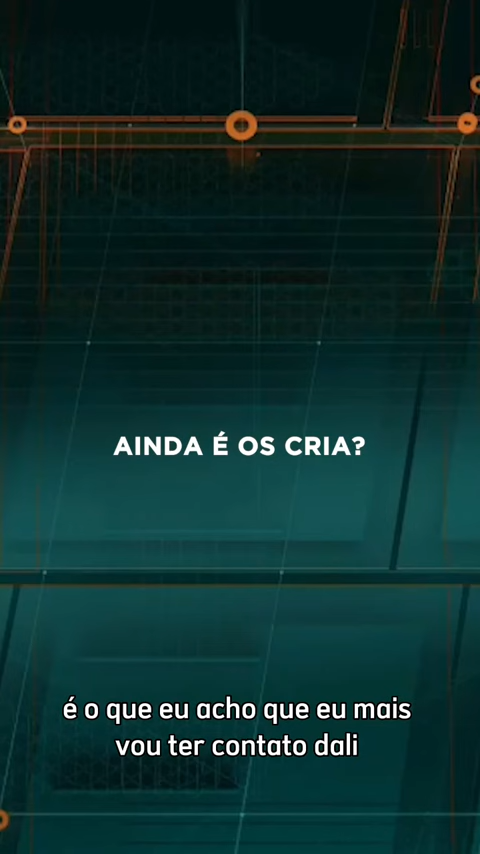 AINDA É OS CRIA?
é o que eu acho que eu mais
vou ter contato dali